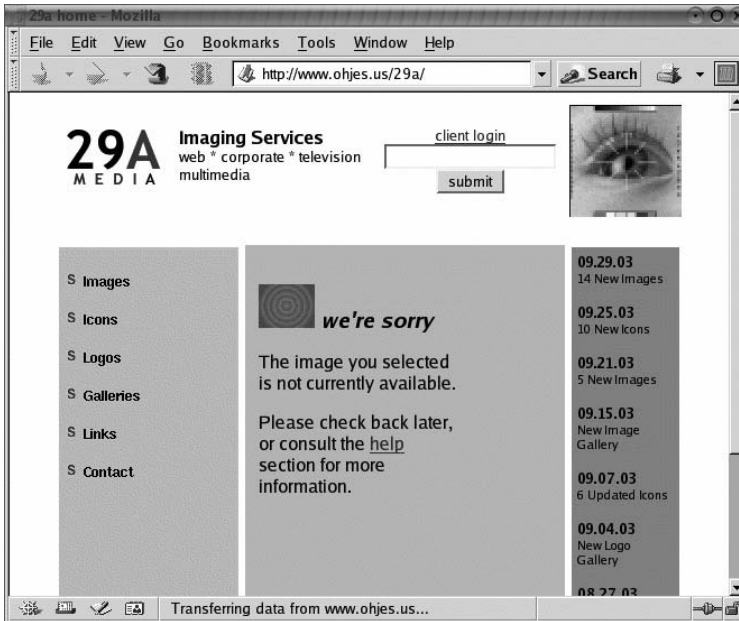 29a home - Mozilla
File Edit View Go Bookmarks Tools Window Help
http://www.ohjes.us/29a/ Search
29A
MEDIA
Imaging Services
web * corporate * television
multimedia
client login
submit
S Images
S Icons
S Logos
S Galleries
S Links
S Contact
we're sorry
The image you selected
is not currently available.
Please check back later,
or consult the help
section for more
information.
09.29.03
14 New Images
09.25.03
10 New Icons
09.21.03
5 New Images
09.15.03
New Image
Gallery
09.07.03
6 Updated Icons
09.04.03
New Logo
Gallery
08.27.03
Transferring data from www.ohjes.us...